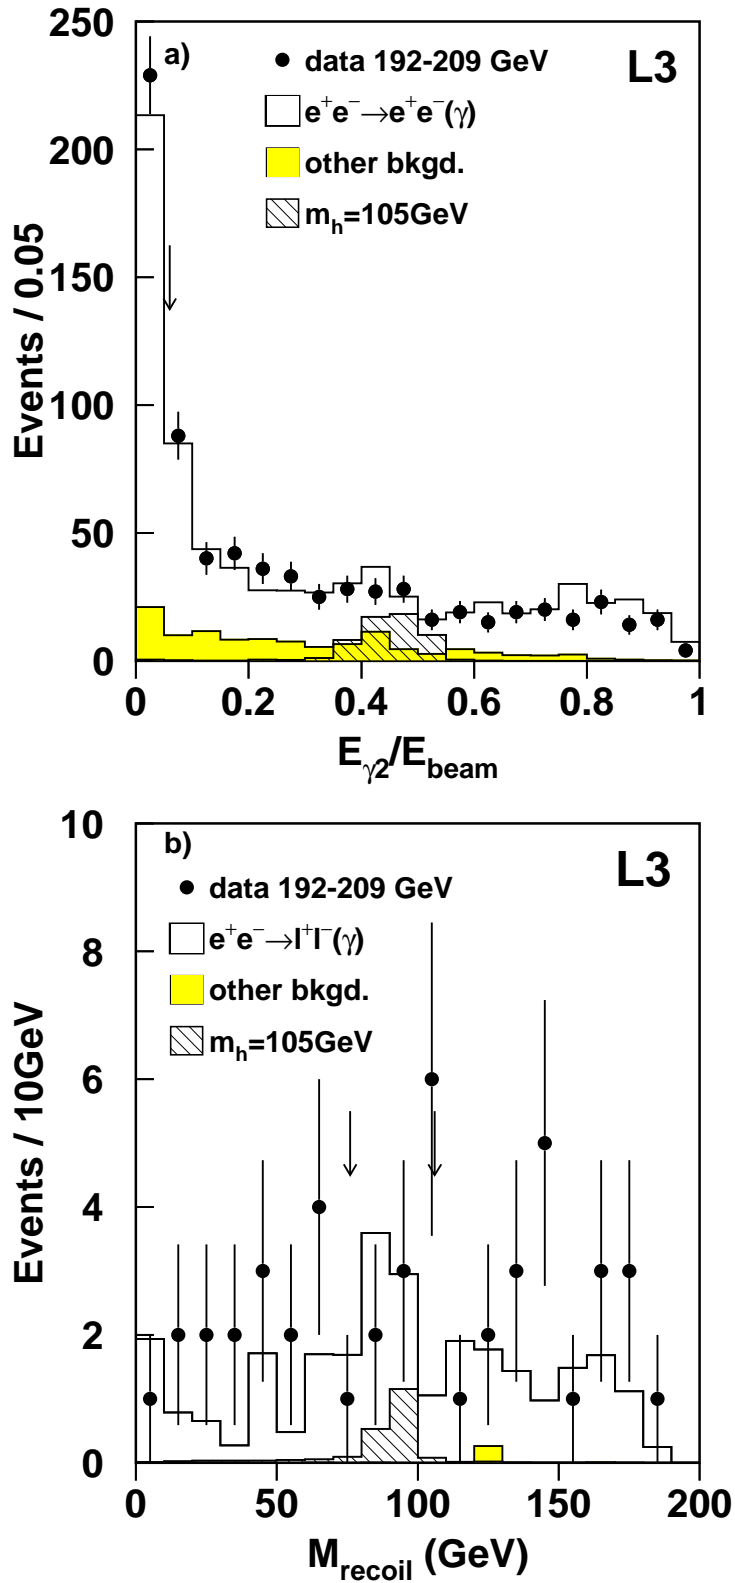 a)
L3
data 192-209 GeV
e⁺e⁻→e⁺e⁻(γ)
other bkgd.
m_h=105GeV
Events / 0.05
250
200
150
100
50
0
0 0.2 0.4 0.6 0.8 1
E_γ2/E_beam
b)
L3
data 192-209 GeV
e⁺e⁻→l⁺l⁻(γ)
other bkgd.
m_h=105GeV
Events / 10GeV
10
8
6
4
2
0
0 50 100 150 200
M_recoil (GeV)